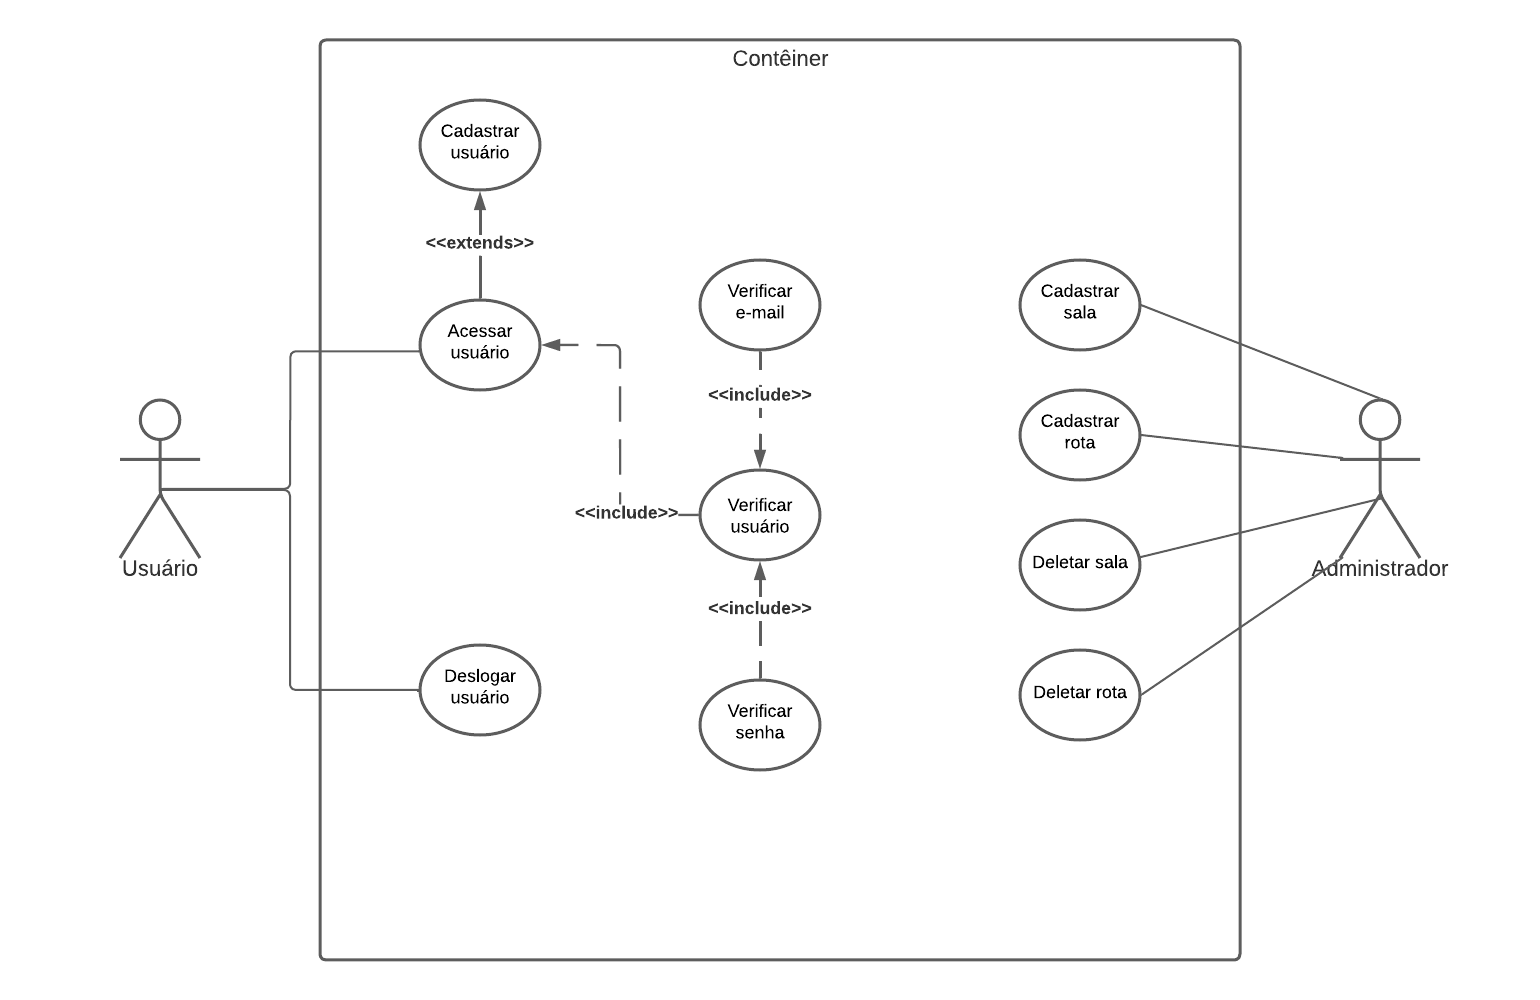 Contêiner
Cadastrar
usuário
<<extends>>
Acessar
usuário
Verificar
e-mail
<<include>>
Verificar
usuário
<<include>>
<<include>>
Verificar
senha
Deslogar
usuário
Cadastrar
sala
Cadastrar
rota
Deletar sala
Deletar rota
Usuário
Administrador